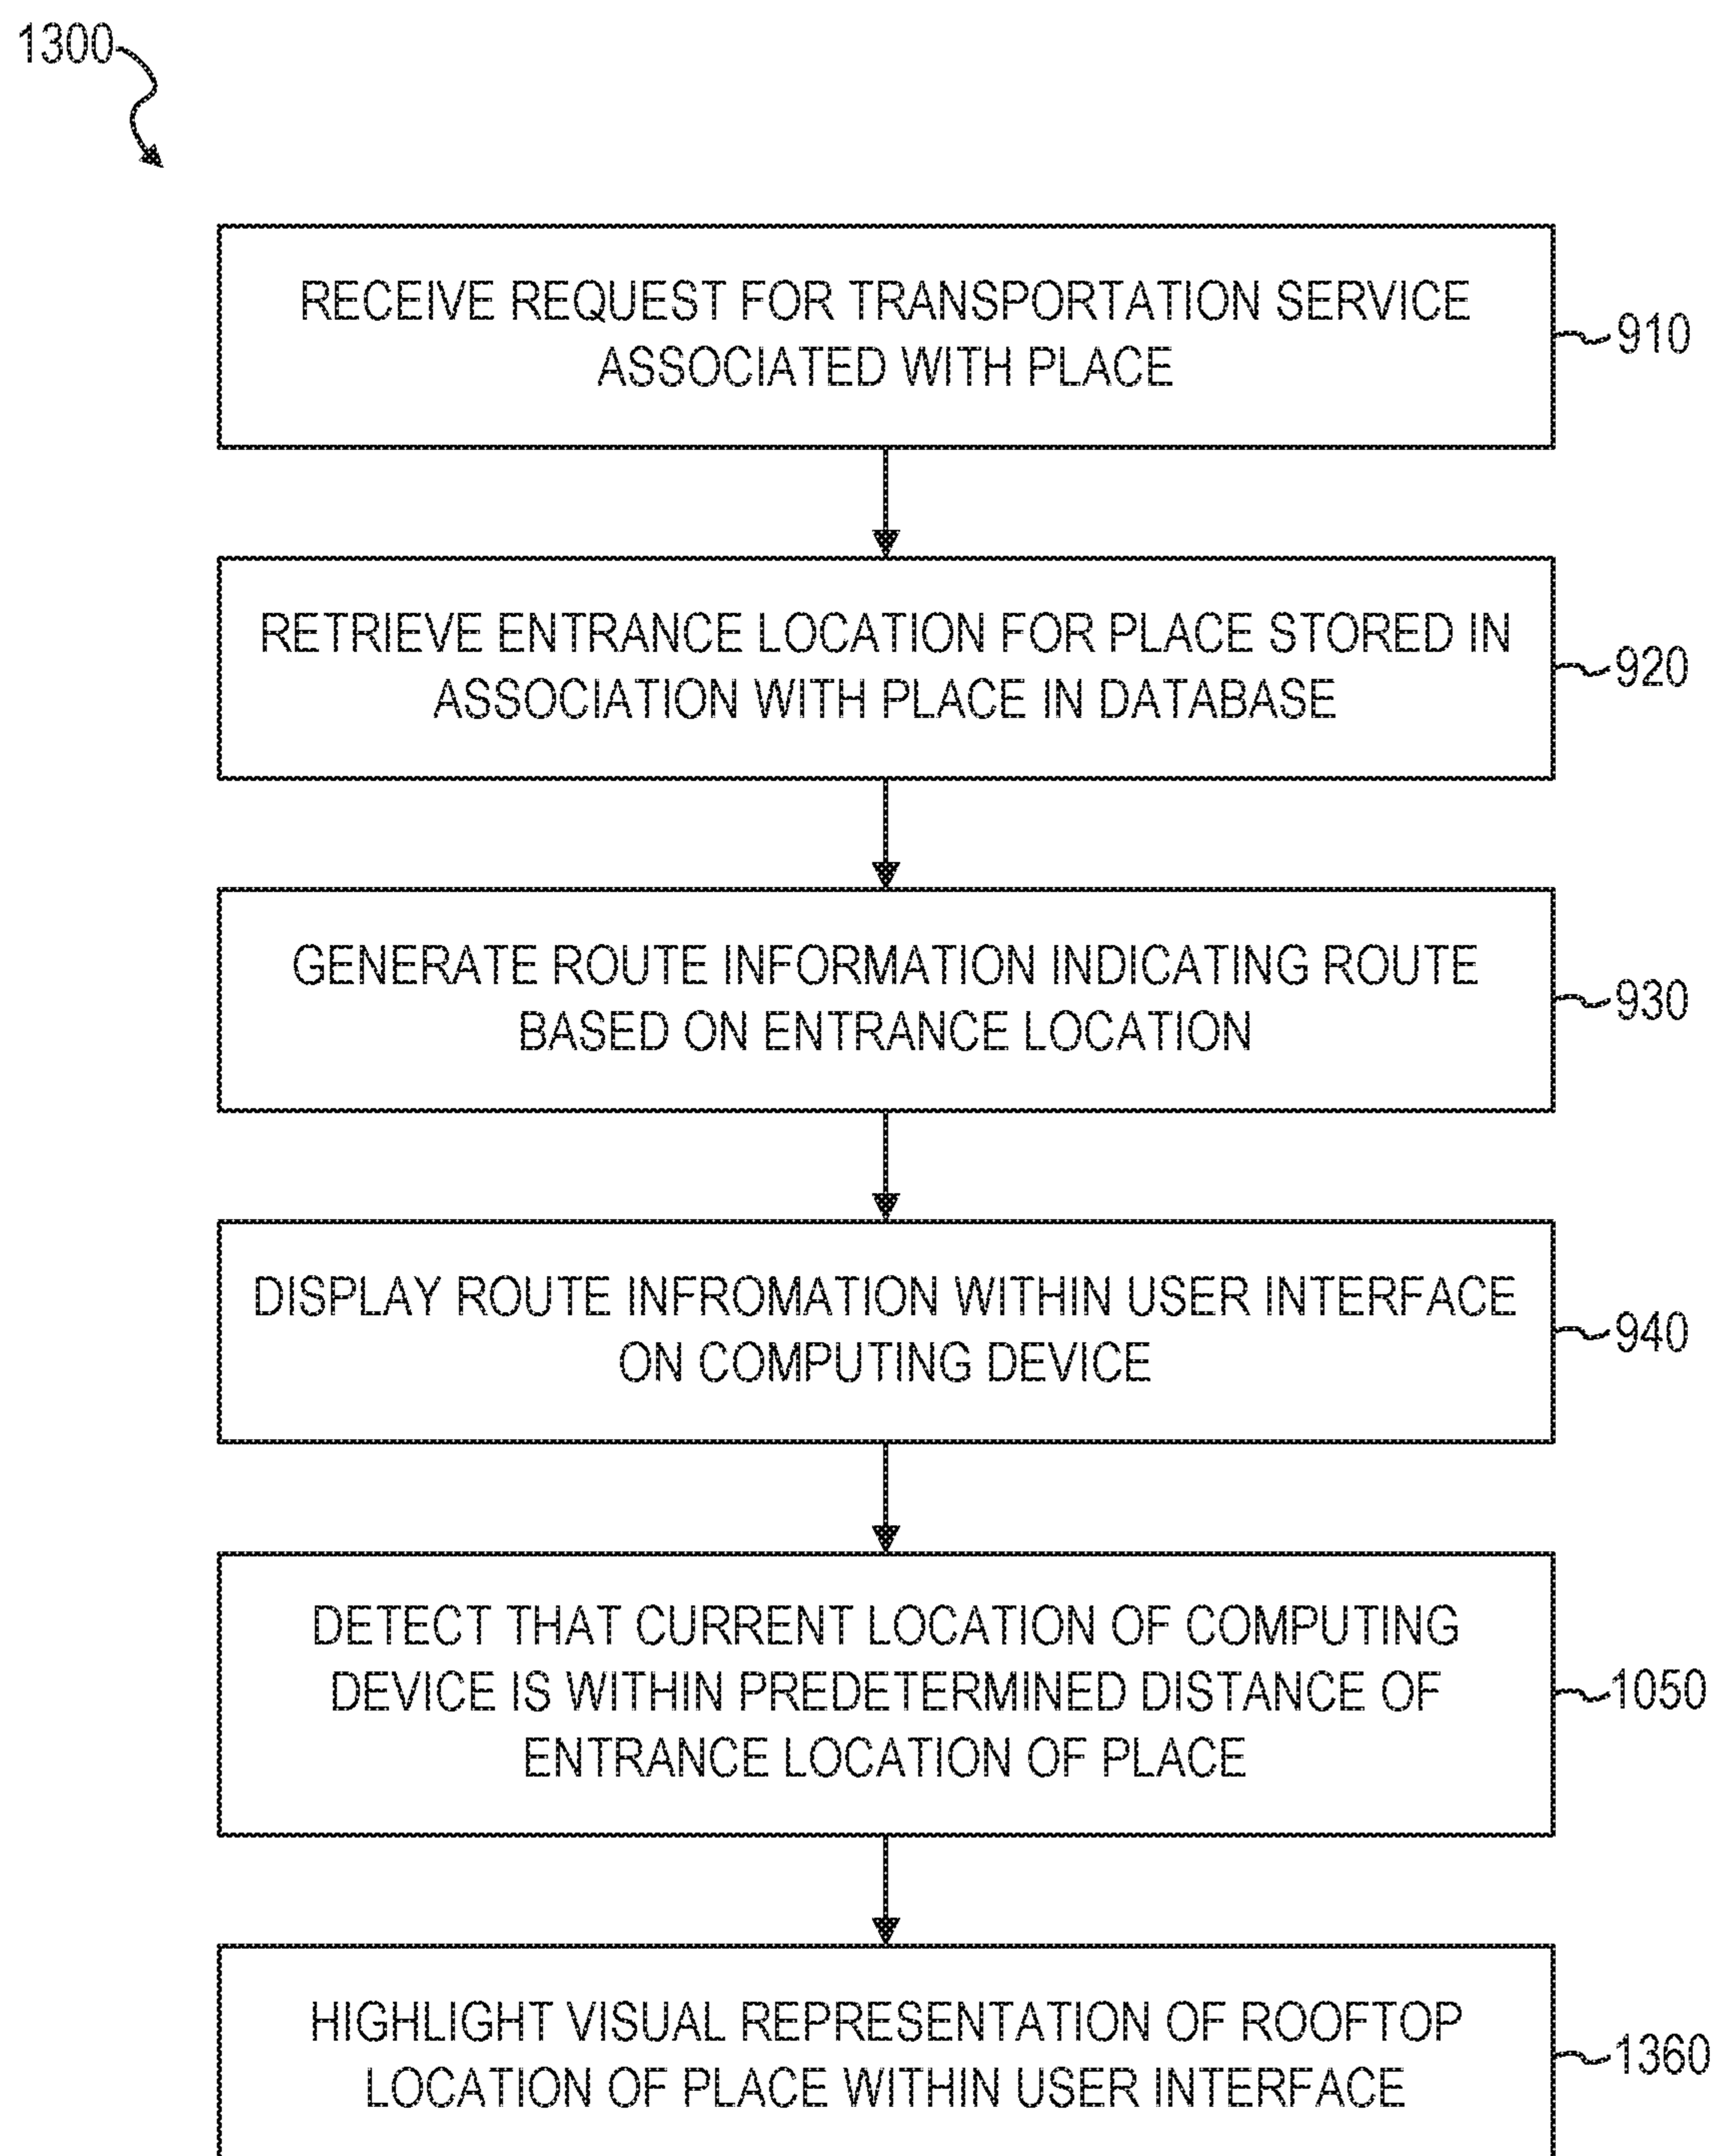 1300
RECEIVE REQUEST FOR TRANSPORTATION SERVICE
ASSOCIATED WITH PLACE
910
RETRIEVE ENTRANCE LOCATION FOR PLACE STORED IN
ASSOCIATION WITH PLACE IN DATABASE
920
GENERATE ROUTE INFORMATION INDICATING ROUTE
BASED ON ENTRANCE LOCATION
930
DISPLAY ROUTE INFROMATION WITHIN USER INTERFACE
ON COMPUTING DEVICE
940
DETECT THAT CURRENT LOCATION OF COMPUTING
DEVICE IS WITHIN PREDETERMINED DISTANCE OF
ENTRANCE LOCATION OF PLACE
1050
HIGHLIGHT VISUAL REPRESENTATION OF ROOFTOP
LOCATION OF PLACE WITHIN USER INTERFACE
1360